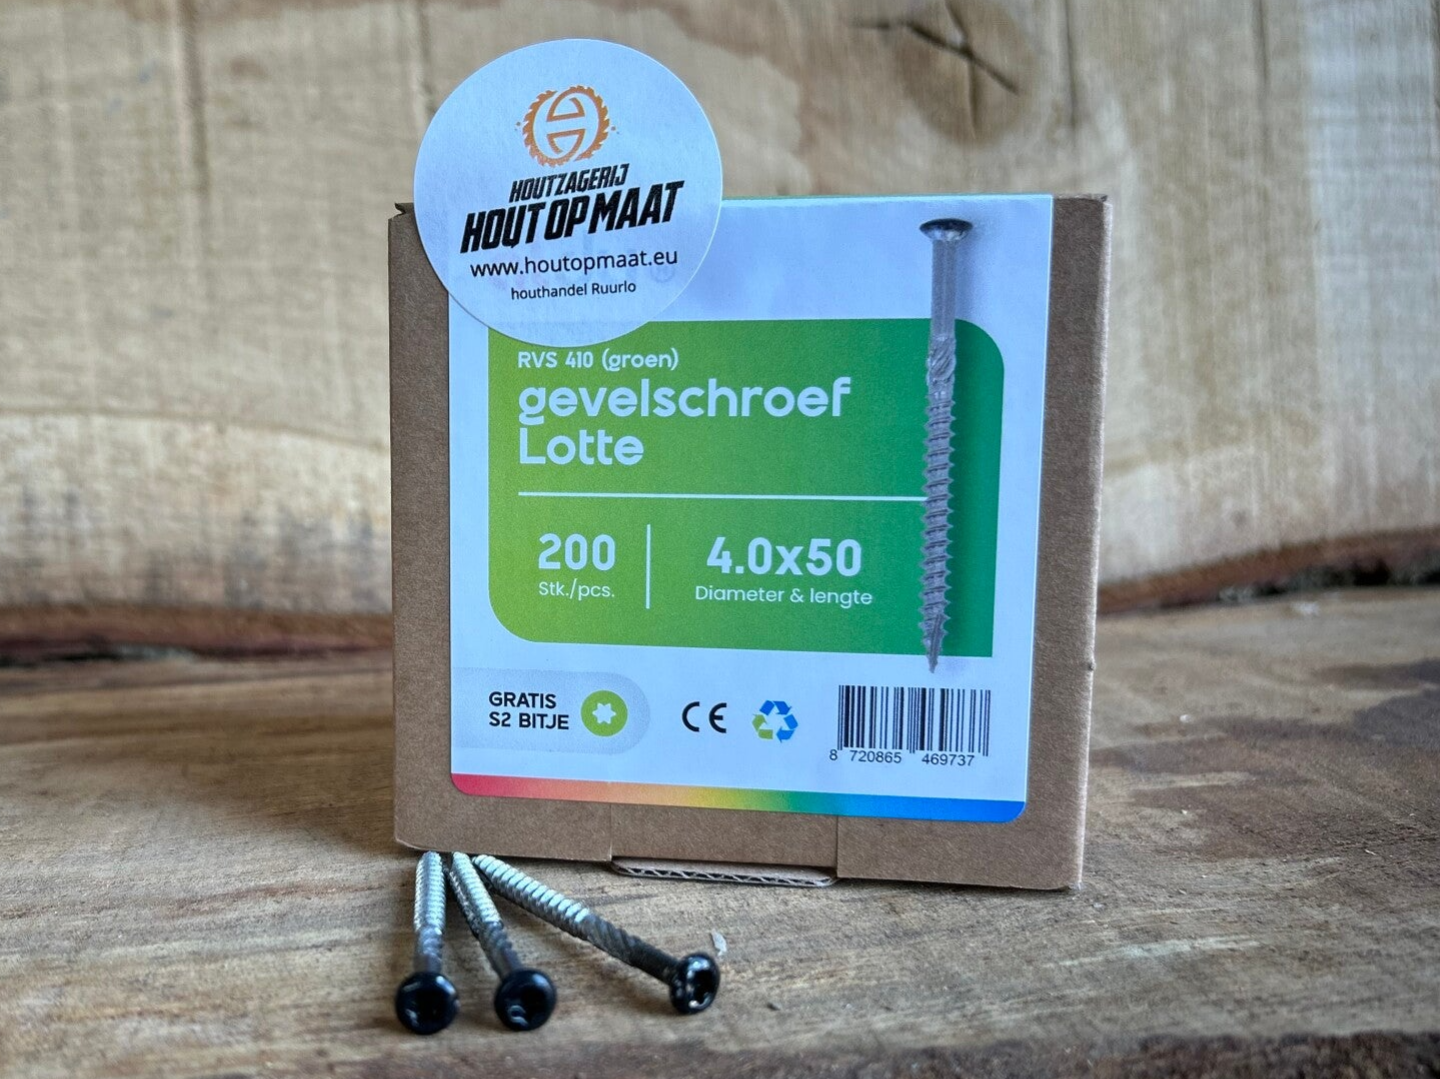 HOUTZAGERIJ
HOUT OP MAAT
www.houtopmaat.eu
houthandel Ruurlo
RVS 410 (groen)
gevelschroef
Lotte
200
Stk./pcs.
4.0x50
Diameter & lengte
GRATIS
S2 BITJE
CE
8 720865 469737